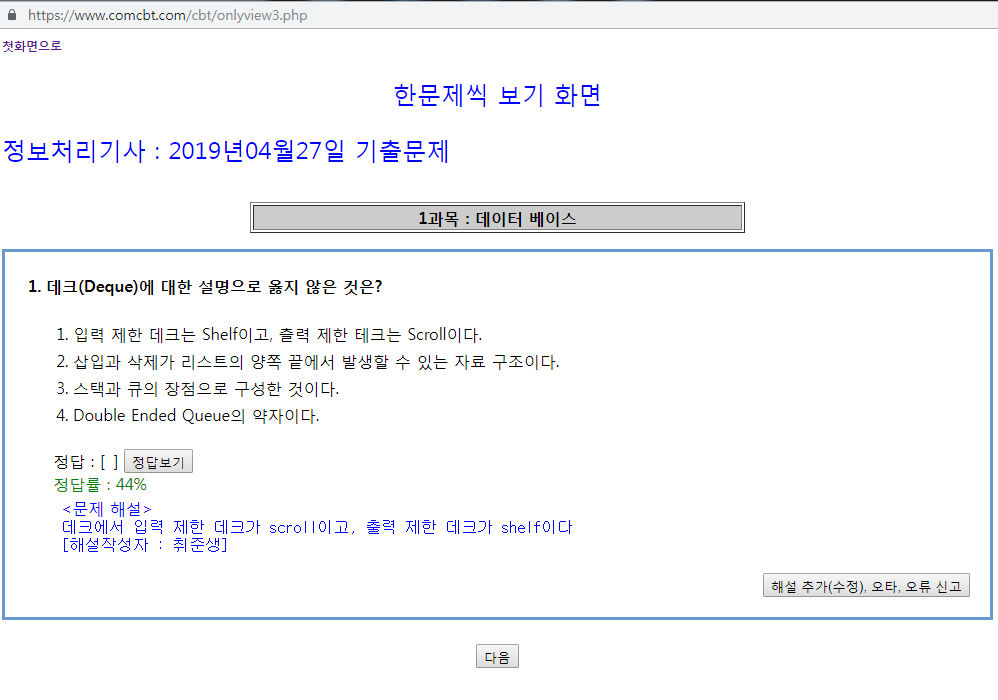 https://www.comcbt.com/cbt/onlyview3.php
첫화면으로
한문제씩 보기 화면
정보처리기사 : 2019년04월27일 기출문제
1과목 : 데이터 베이스
1. 데크(Deque)에 대한 설명으로 옳지 않은 것은?
1. 입력 제한 데크는 Shelf이고, 출력 제한 테크는 Scroll이다.
2. 삽입과 삭제가 리스트의 양쪽 끝에서 발생할 수 있는 자료 구조이다.
3. 스택과 큐의 장점으로 구성한 것이다.
4. Double Ended Queue의 약자이다.
정답 : [ ] 정답보기
정답률 : 44%
<문제 해설>
데크에서 입력 제한 데크가 scroll이고, 출력 제한 데크가 shelf이다
[해설작성자 : 취준생]
해설 추가(수정), 오타, 오류 신고
다음